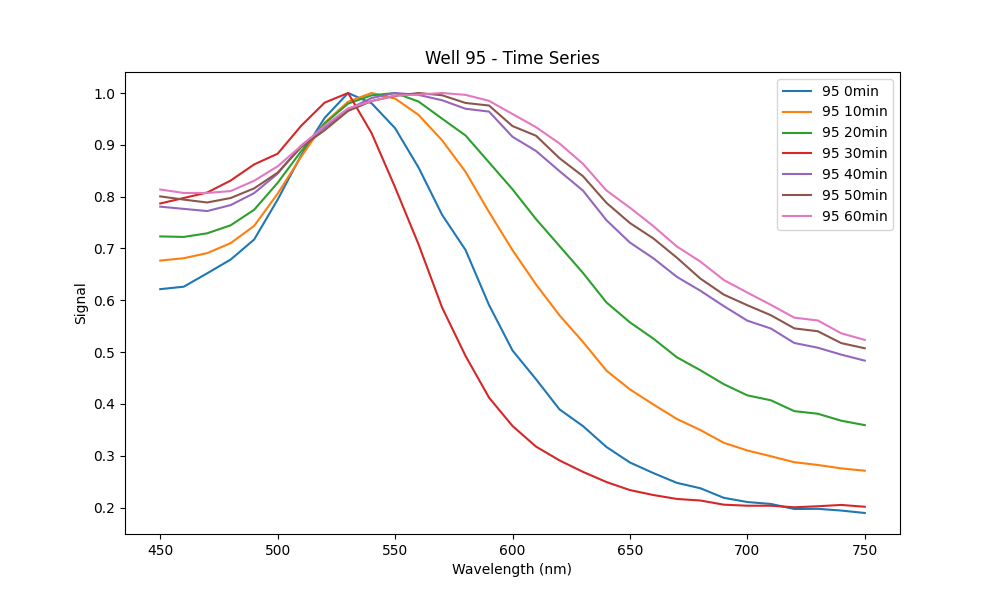 Well 95 - Time Series
Signal
1.0
0.9
0.8
0.7
0.6
0.5
0.4
0.3
0.2
95 0min
95 10min
95 20min
95 30min
95 40min
95 50min
95 60min
450 500 550 600 650 700 750
Wavelength (nm)